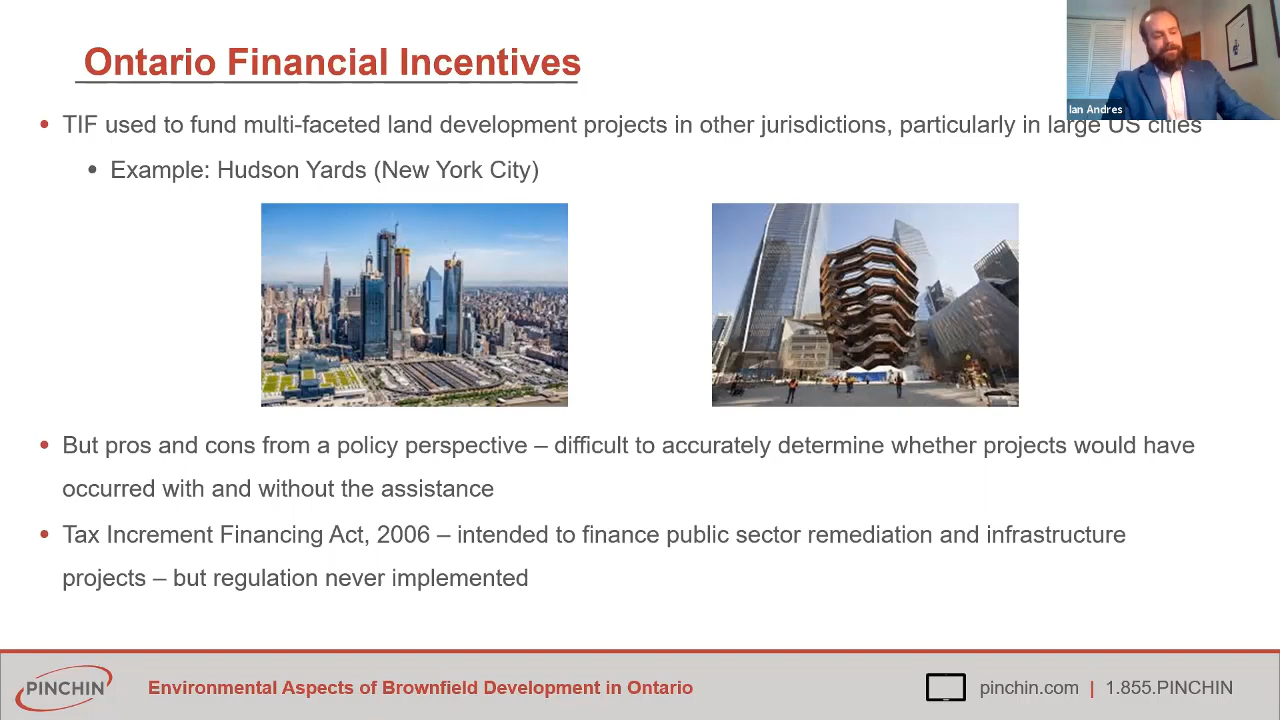 Ontario Financial Incentives
Ian Andres
• TIF used to fund multi-faceted land development projects in other jurisdictions, particularly in large US cities
• Example: Hudson Yards (New York City)
• But pros and cons from a policy perspective – difficult to accurately determine whether projects would have
occurred with and without the assistance
• Tax Increment Financing Act, 2006 – intended to finance public sector remediation and infrastructure
projects – but regulation never implemented
PINCHIN
Environmental Aspects of Brownfield Development in Ontario
pinchin.com | 1.855.PINCHIN